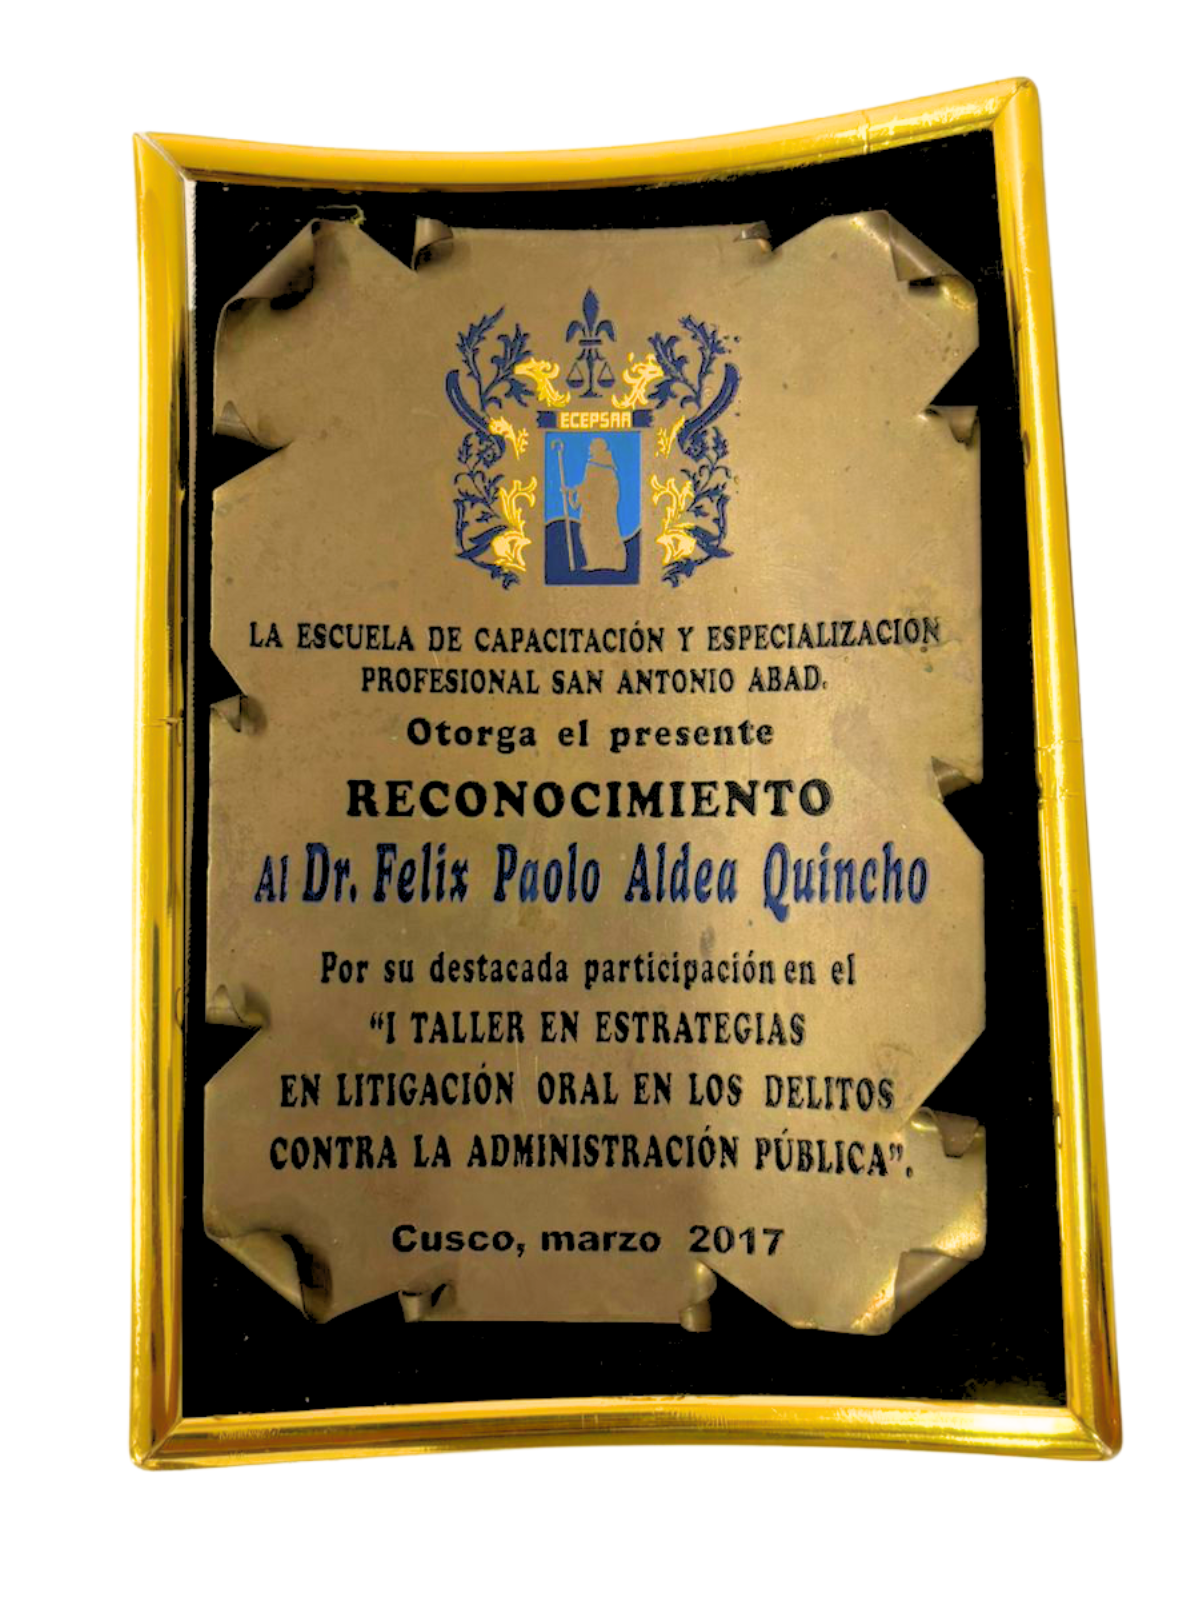 ECEPSAA
LA ESCUELA DE CAPACITACIÓN Y ESPECIALIZACIÓN
PROFESIONAL SAN ANTONIO ABAD.
Otorga el presente
RECONOCIMIENTO
Al Dr. Felix Paolo Aldea Quincho
Por su destacada participación en el
“I TALLER EN ESTRATEGIAS
EN LITIGACIÓN ORAL EN LOS DELITOS
CONTRA LA ADMINISTRACIÓN PÚBLICA”.
Cusco, marzo 2017